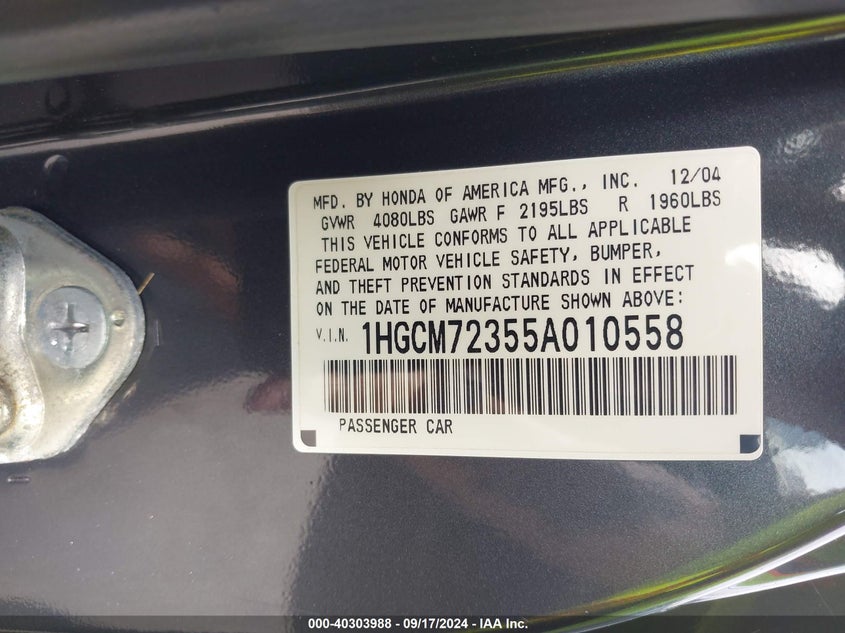 MFD. BY HONDA OF AMERICA MFG., INC. 12/04
GVWR 4080LBS GAWR F 2195LBS R 1960LBS
THIS VEHICLE CONFORMS TO ALL APPLICABLE
FEDERAL MOTOR VEHICLE SAFETY, BUMPER,
AND THEFT PREVENTION STANDARDS IN EFFECT
ON THE DATE OF MANUFACTURE SHOWN ABOVE:
V.I.N. 1HGCM72355A010558
PASSENGER CAR
000-40303988 - 09/17/2024 - IAA Inc.